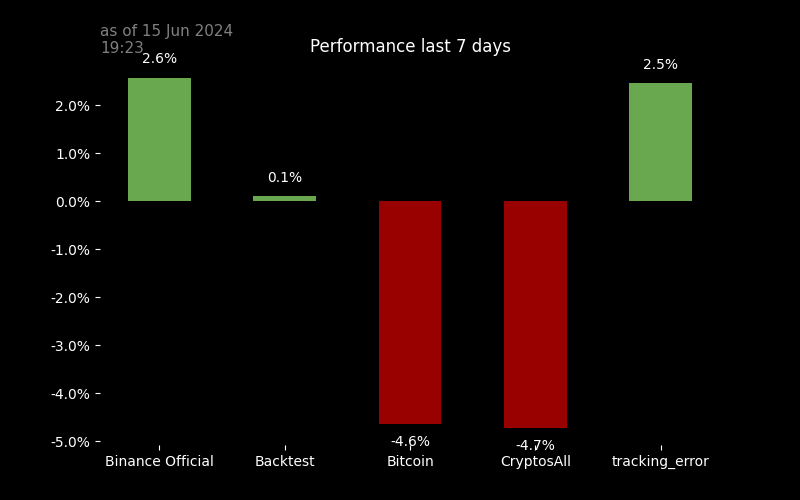 as of 15 Jun 2024
19:23
Performance last 7 days
2.6%
0.1%
-4.6%
-4.7%
2.5%
2.0%
1.0%
0.0%
-1.0%
-2.0%
-3.0%
-4.0%
-5.0%
Binance Official
Backtest
Bitcoin
CryptosAll
tracking_error